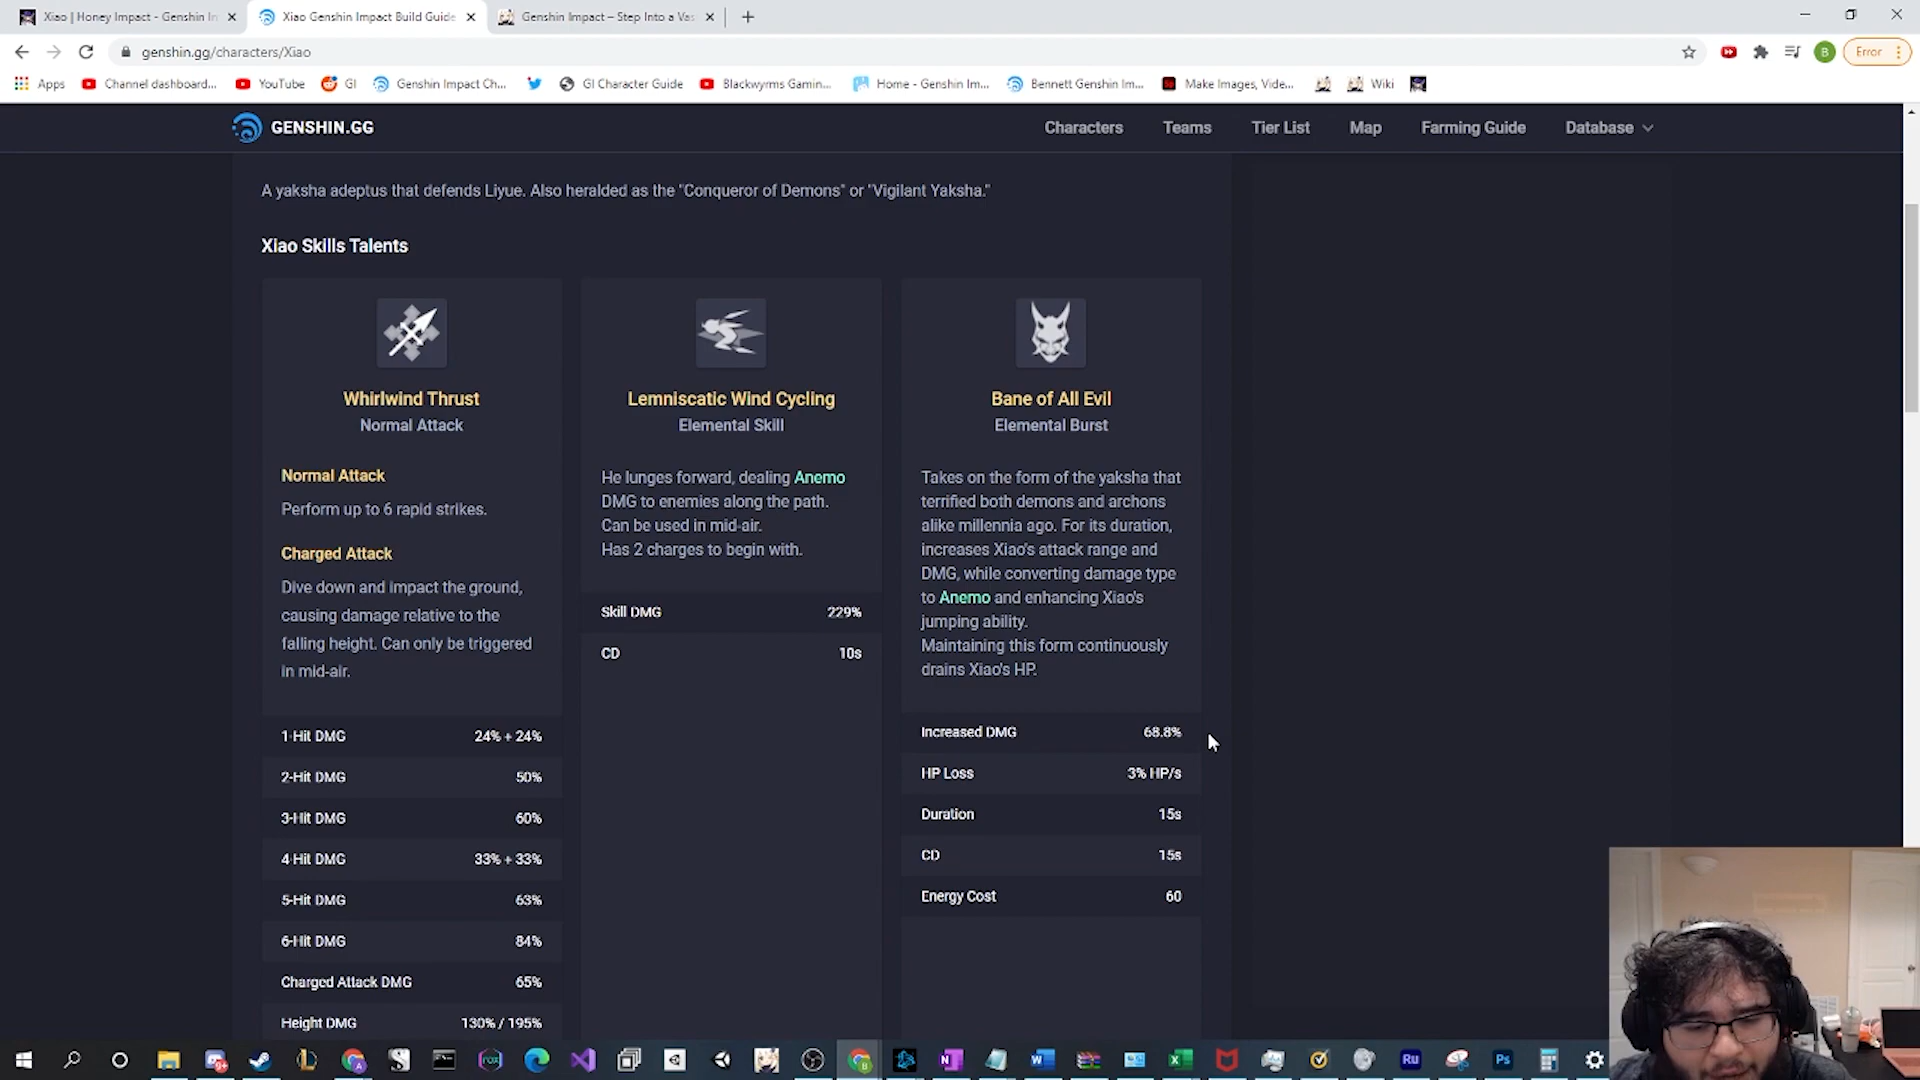 Xiao | Honey Impact - Genshin In
Xiao Genshin Impact Build Guide
Genshin Impact – Step Into a Vas
genshin.gg/characters/Xiao
B
Error
Apps
Channel dashboard...
YouTube
GI
Genshin Impact Ch...
GI Character Guide
Blackwyrms Gamin...
Home - Genshin Im...
Bennett Genshin Im...
Make Images, Vide...
Wiki
GENSHIN.GG
Characters
Teams
Tier List
Map
Farming Guide
Database
A yaksha adeptus that defends Liyue. Also heralded as the "Conqueror of Demons" or "Vigilant Yaksha."
Xiao Skills Talents
Whirlwind Thrust
Normal Attack
Normal Attack
Perform up to 6 rapid strikes.
Charged Attack
Dive down and impact the ground,
causing damage relative to the
falling height. Can only be triggered
in mid-air.
1-Hit DMG 24% + 24%
2-Hit DMG 50%
3-Hit DMG 60%
4-Hit DMG 33% + 33%
5-Hit DMG 63%
6-Hit DMG 84%
Charged Attack DMG 65%
Height DMG 130% / 195%
Lemniscatic Wind Cycling
Elemental Skill
He lunges forward, dealing Anemo
DMG to enemies along the path.
Can be used in mid-air.
Has 2 charges to begin with.
Skill DMG 229%
CD 10s
Bane of All Evil
Elemental Burst
Takes on the form of the yaksha that
terrified both demons and archons
alike millennia ago. For its duration,
increases Xiao's attack range and
DMG, while converting damage type
to Anemo and enhancing Xiao's
jumping ability.
Maintaining this form continuously
drains Xiao's HP.
Increased DMG 68.8%
HP Loss 3% HP/s
Duration 15s
CD 15s
Energy Cost 60
Ru
Ps